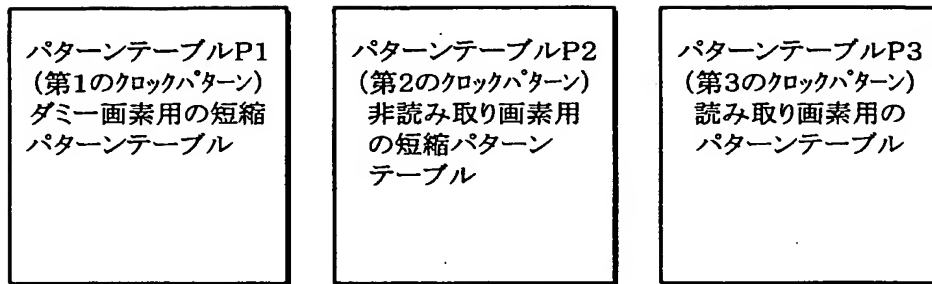 パターンテーブルP1
(第1のクロックパターン)
ダミー画素用の短縮
パターンテーブル
パターンテーブルP2
(第2のクロックパターン)
非読み取り画素用
の短縮パターン
テーブル
パターンテーブルP3
(第3のクロックパターン)
読み取り画素用の
パターンテーブル